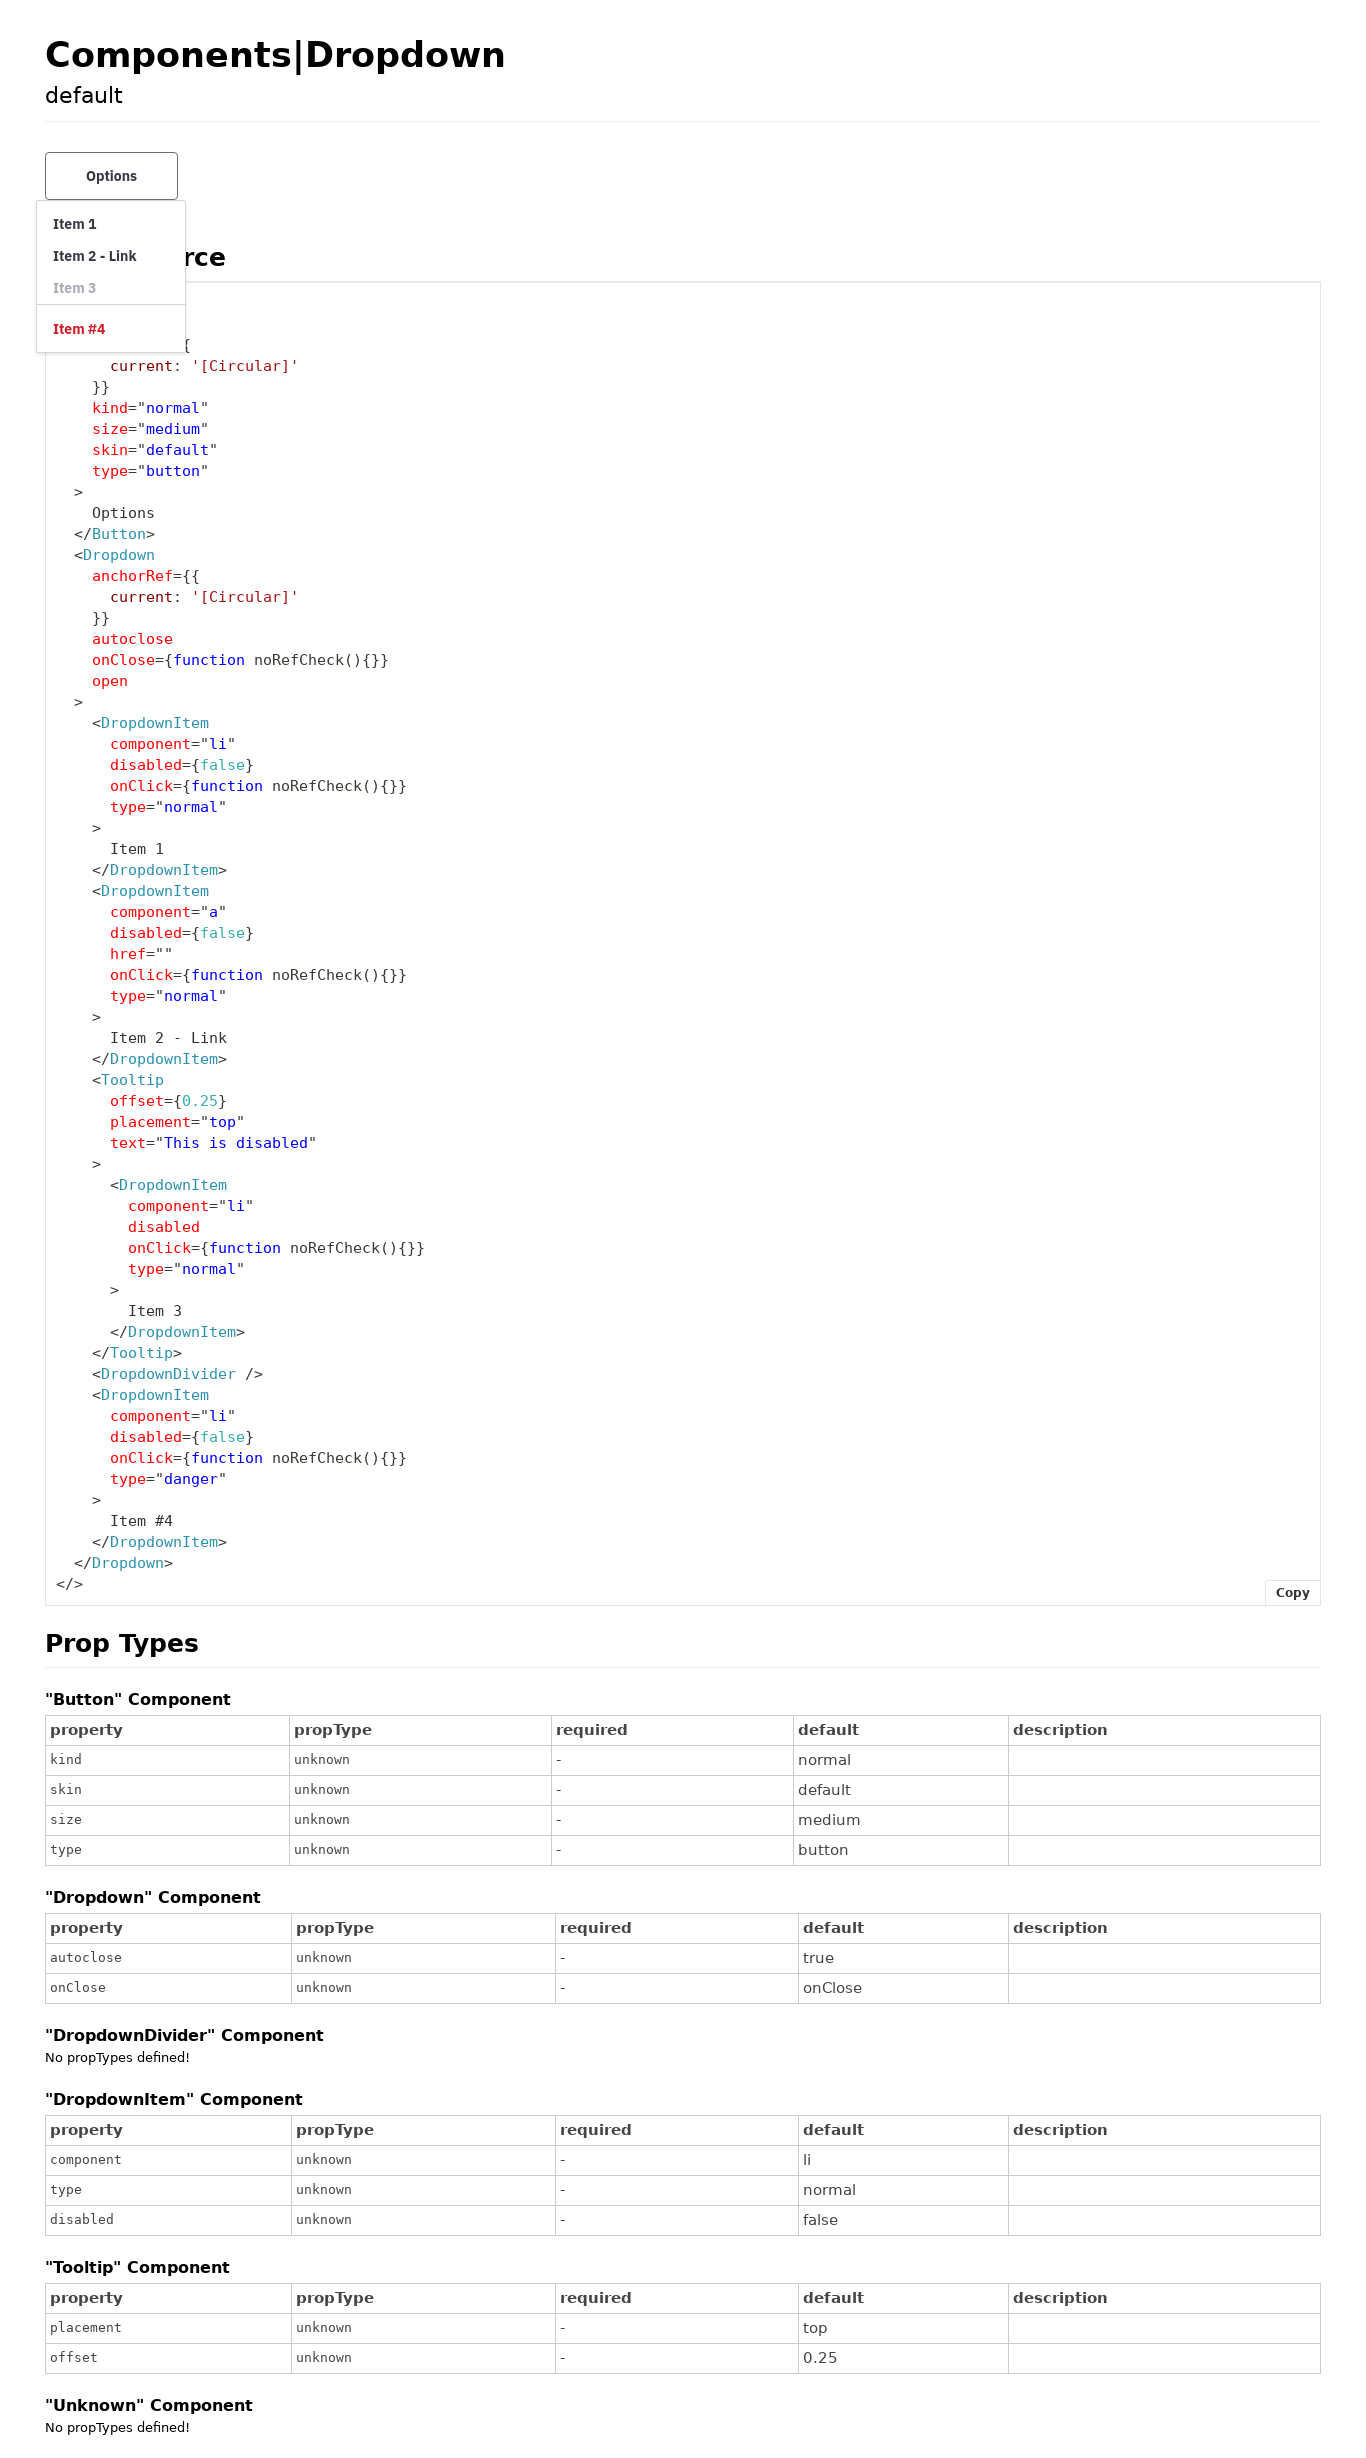 Components|Dropdown
default
Options
Item 1
Item 2 - Link
Item 3
Item #4
{
current: '[Circular]'
}}
kind="normal"
size="medium"
skin="default"
type="button"
>
Options
</Button>
<Dropdown
anchorRef={{
current: '[Circular]'
}}
autoclose
onClose={function noRefCheck(){}}
open
>
<DropdownItem
component="li"
disabled={false}
onClick={function noRefCheck(){}}
type="normal"
>
Item 1
</DropdownItem>
<DropdownItem
component="a"
disabled={false}
href=""
onClick={function noRefCheck(){}}
type="normal"
>
Item 2 - Link
</DropdownItem>
<Tooltip
offset={0.25}
placement="top"
text="This is disabled"
>
<DropdownItem
component="li"
disabled
onClick={function noRefCheck(){}}
type="normal"
>
Item 3
</DropdownItem>
</Tooltip>
<DropdownDivider />
<DropdownItem
component="li"
disabled={false}
onClick={function noRefCheck(){}}
type="danger"
>
Item #4
</DropdownItem>
</Dropdown>
</>
Copy
Prop Types
"Button" Component
property propType required default description
kind unknown - normal
skin unknown - default
size unknown - medium
type unknown - button
"Dropdown" Component
property propType required default description
autoclose unknown - true
onClose unknown - onClose
"DropdownDivider" Component
No propTypes defined!
"DropdownItem" Component
property propType required default description
component unknown - li
type unknown - normal
disabled unknown - false
"Tooltip" Component
property propType required default description
placement unknown - top
offset unknown - 0.25
"Unknown" Component
No propTypes defined!